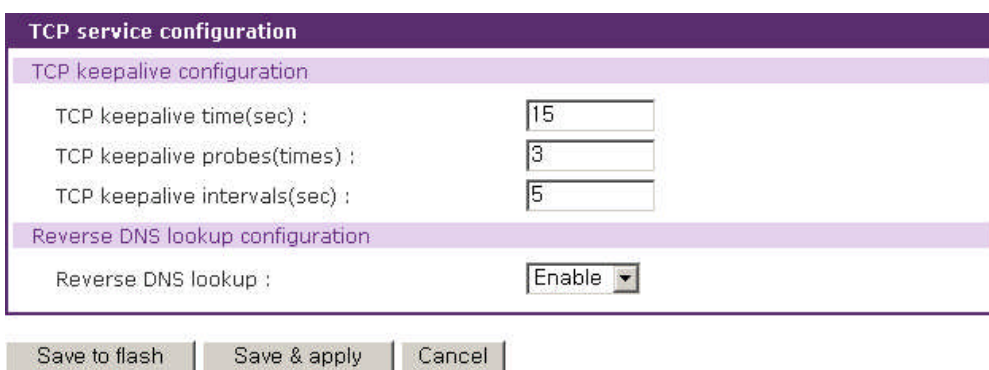 TCP service configuration
TCP keepalive configuration
TCP keepalive time(sec) : 15
TCP keepalive probes(times) : 3
TCP keepalive intervals(sec) : 5
Reverse DNS lookup configuration
Reverse DNS lookup : Enable
Save to flash Save & apply Cancel